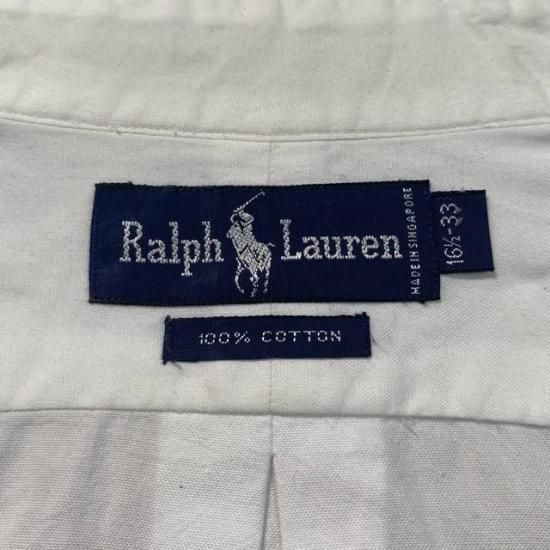 Ralph Lauren
MADE IN SINGAPORE
16½-33
100% COTTON